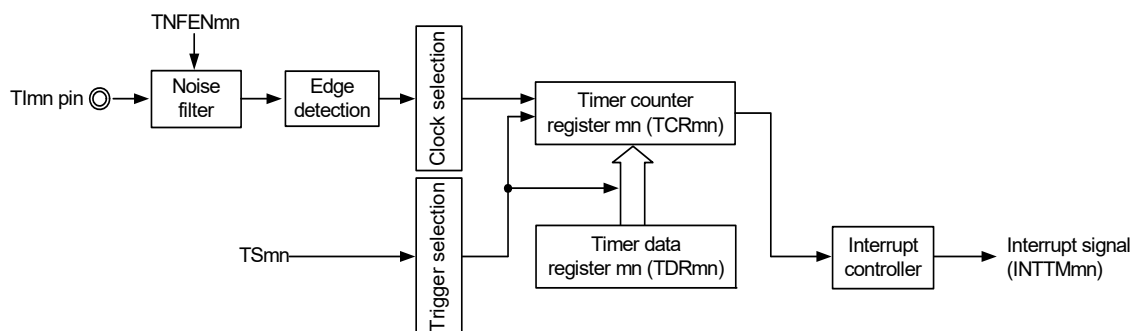 TNFENmn
TImn pin
Noise
filter
Edge
detection
Clock selection
Timer counter
register mn (TCRmn)
TSmn
Trigger selection
Timer data
register mn (TDRmn)
Interrupt
controller
Interrupt signal
(INTTMmn)